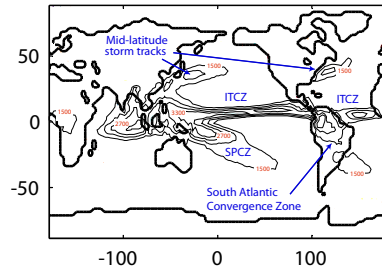 50
0
-50
-100
0
100
Mid-latitude
storm tracks
1500
1500
ITCZ
ITCZ
1500
3300
2700
2700
SPCZ
1500
1500
South Atlantic
Convergence Zone